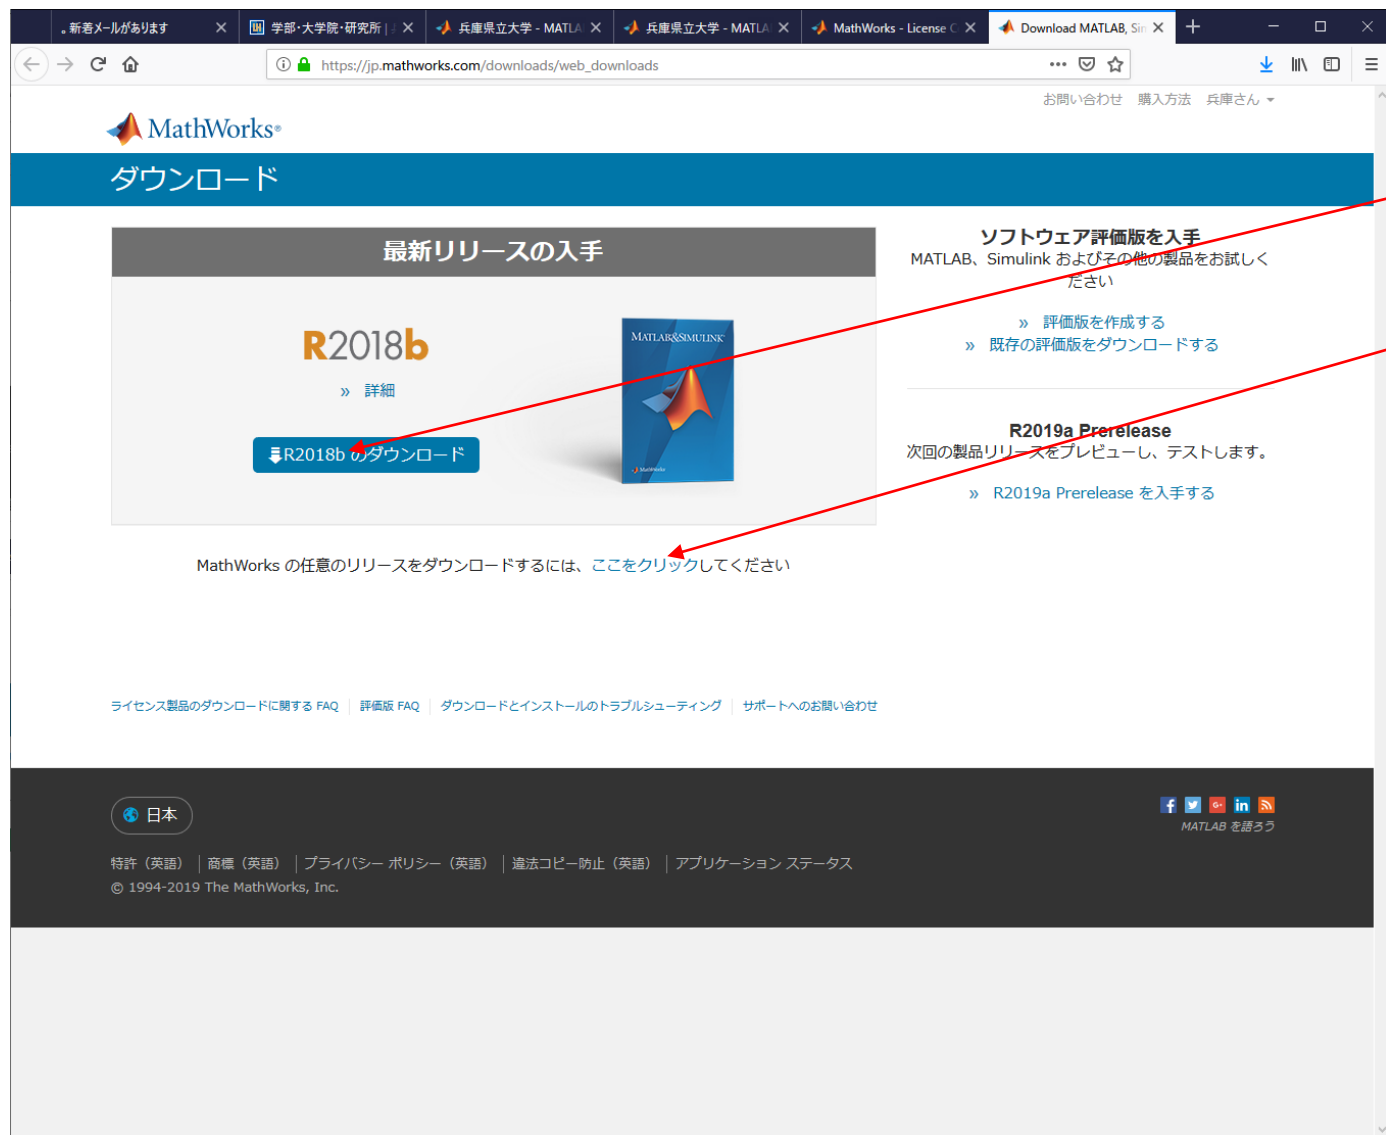 。新着メールがあります
学部・大学院・研究所 |
兵庫県立大学 - MATLA
兵庫県立大学 - MATLA
MathWorks - License C
Download MATLAB, Sim
https://jp.mathworks.com/downloads/web_downloads
お問い合わせ 購入方法 兵庫さん
MathWorks®
ダウンロード
最新リリースの入手
R2018b
» 詳細
R2018b のダウンロード
MATLAB&SIMULINK
MathWorks
MathWorks の任意のリリースをダウンロードするには、ここをクリックしてください
ソフトウェア評価版を入手
MATLAB、Simulink およびその他の製品をお試しく
ださい
» 評価版を作成する
» 既存の評価版をダウンロードする
R2019a Prerelease
次回の製品リリースをプレビューし、テストします。
» R2019a Prerelease を入手する
ライセンス製品のダウンロードに関する FAQ | 評価版 FAQ | ダウンロードとインストールのトラブルシューティング | サポートへのお問い合わせ
日本
MATLAB を語ろう
特許（英語） | 商標（英語） | プライバシー ポリシー（英語） | 違法コピー防止（英語） | アプリケーション ステータス
© 1994-2019 The MathWorks, Inc.